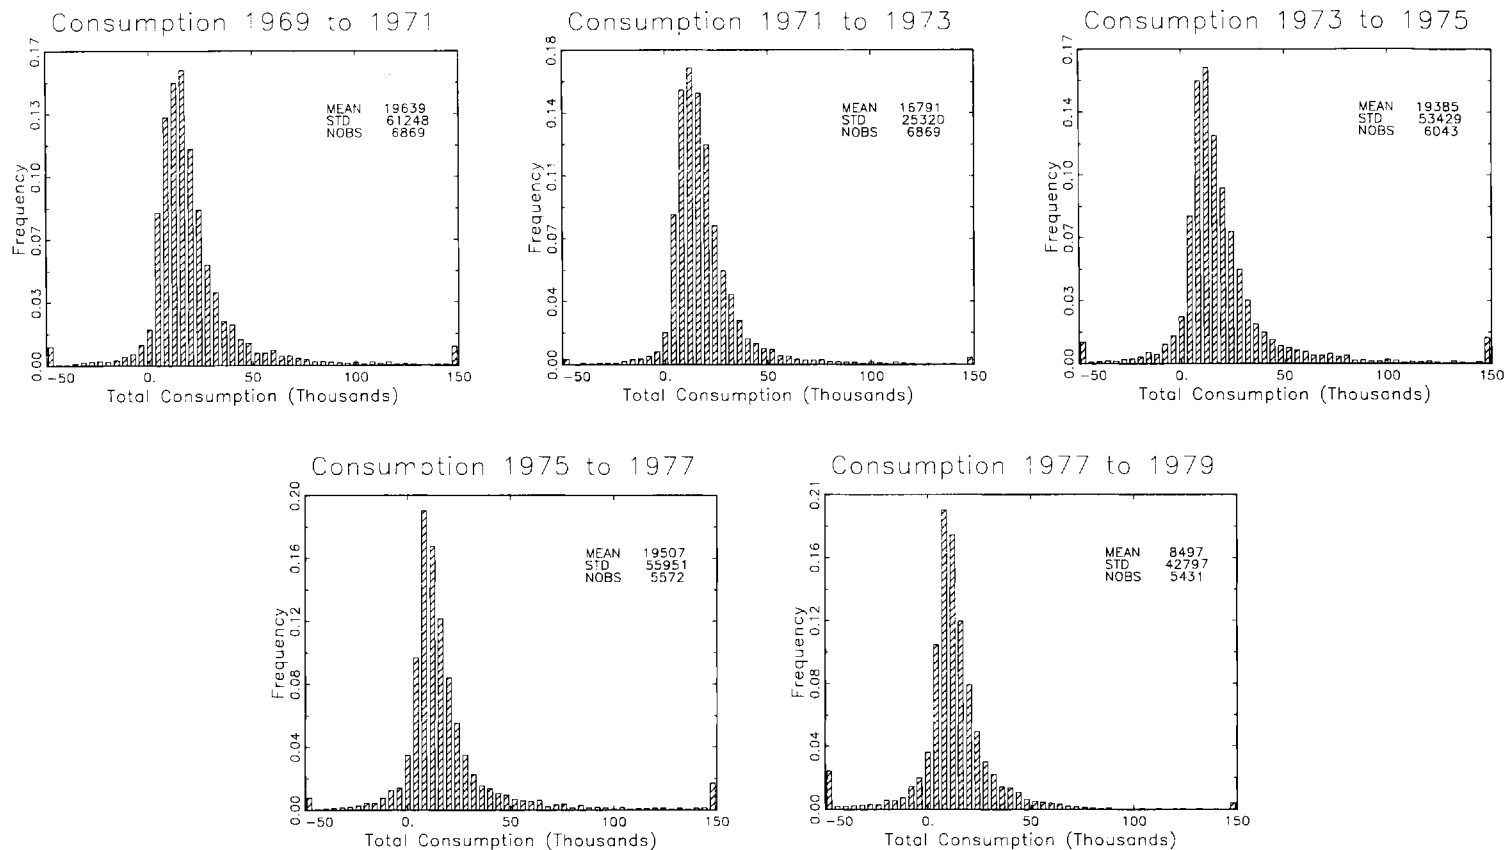 Consumption 1969 to 1971
Frequency
0.00 0.03 0.07 0.10 0.13 0.17
MEAN 19639
STD 61248
NOBS 6869
-50 0. 50 100 150
Total Consumption (Thousands)
Consumption 1971 to 1973
Frequency
0.00 0.04 0.07 0.11 0.14 0.18
MEAN 16791
STD 25320
NOBS 6869
-50 0. 50 100 150
Total Consumption (Thousands)
Consumption 1973 to 1975
Frequency
0.00 0.03 0.07 0.10 0.14 0.17
MEAN 19385
STD 53429
NOBS 6043
-50 0. 50 100 150
Total Consumption (Thousands)
Consumption 1975 to 1977
Frequency
0.00 0.04 0.08 0.12 0.16 0.20
MEAN 19507
STD 55951
NOBS 5572
-50 0. 50 100 150
Total Consumption (Thousands)
Consumption 1977 to 1979
Frequency
0.00 0.04 0.08 0.12 0.16 0.21
MEAN 8497
STD 42797
NOBS 5431
-50 0. 50 100 150
Total Consumption (Thousands)